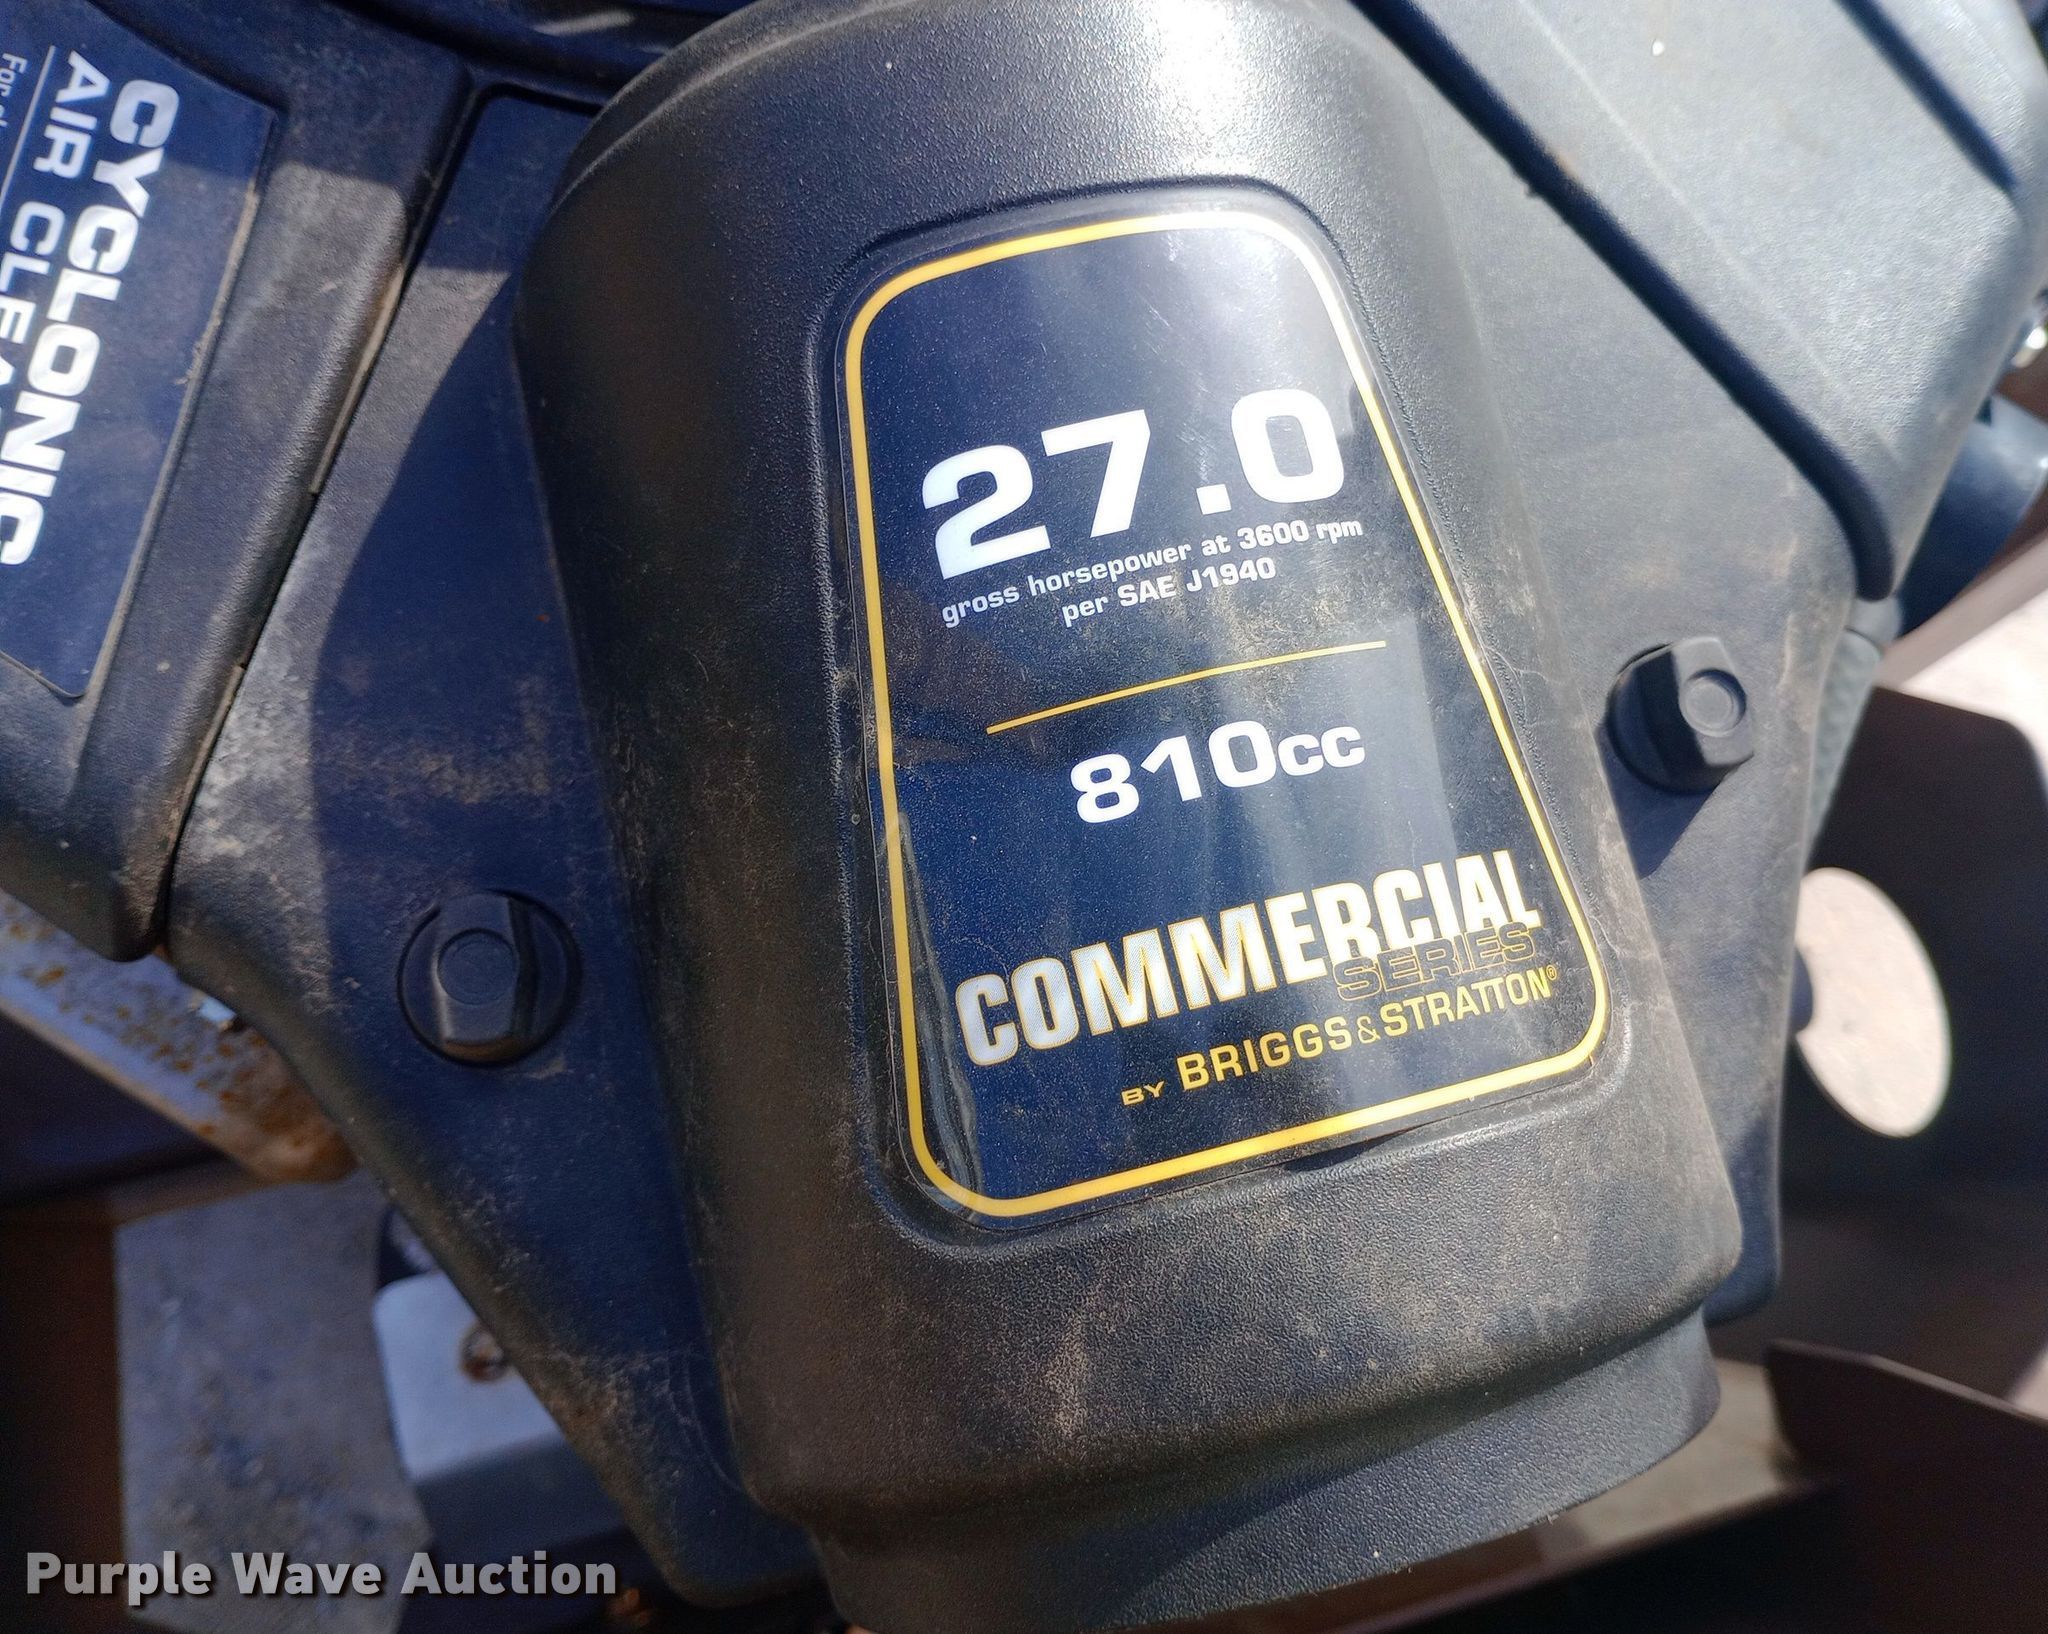 CYCLONIC
AIR
27.0
gross horsepower at 3600 rpm
per SAE J1940
810cc
COMMERCIAL
SERIES
BY BRIGGS & STRATTON®
Purple Wave Auction